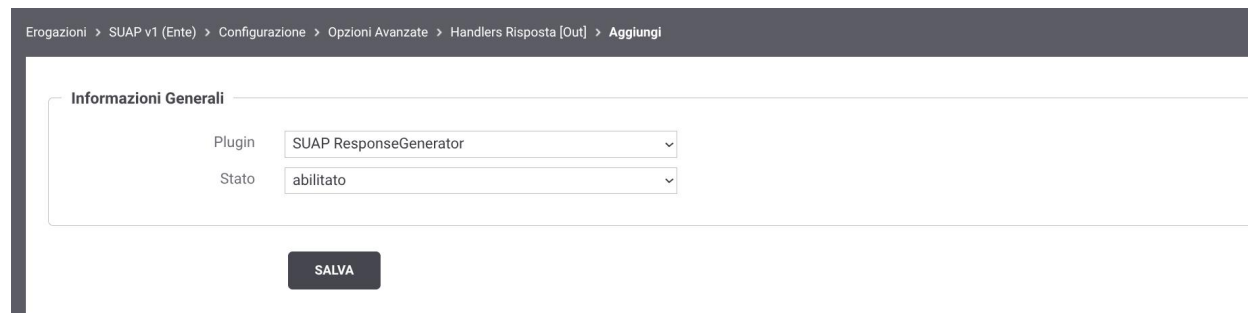 Erogazioni > SUAP v1 (Ente) > Configurazione > Opzioni Avanzate > Handlers Risposta [Out] > Aggiungi
Informazioni Generali
Plugin SUAP ResponseGenerator
Stato abilitato
SALVA